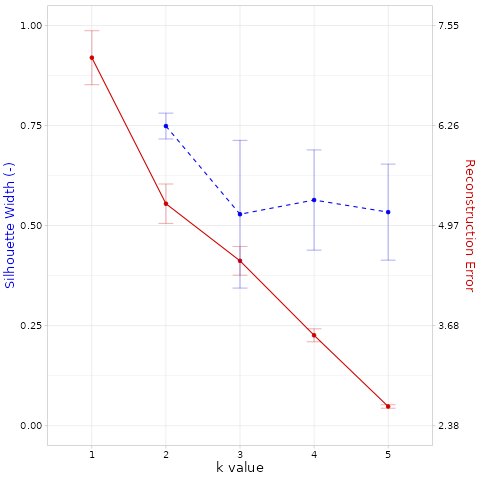 1.00
0.75
0.50
0.25
0.00
Silhouette Width (-)
7.55
6.26
4.97
3.68
2.38
Reconstruction Error
1 2 3 4 5
k value